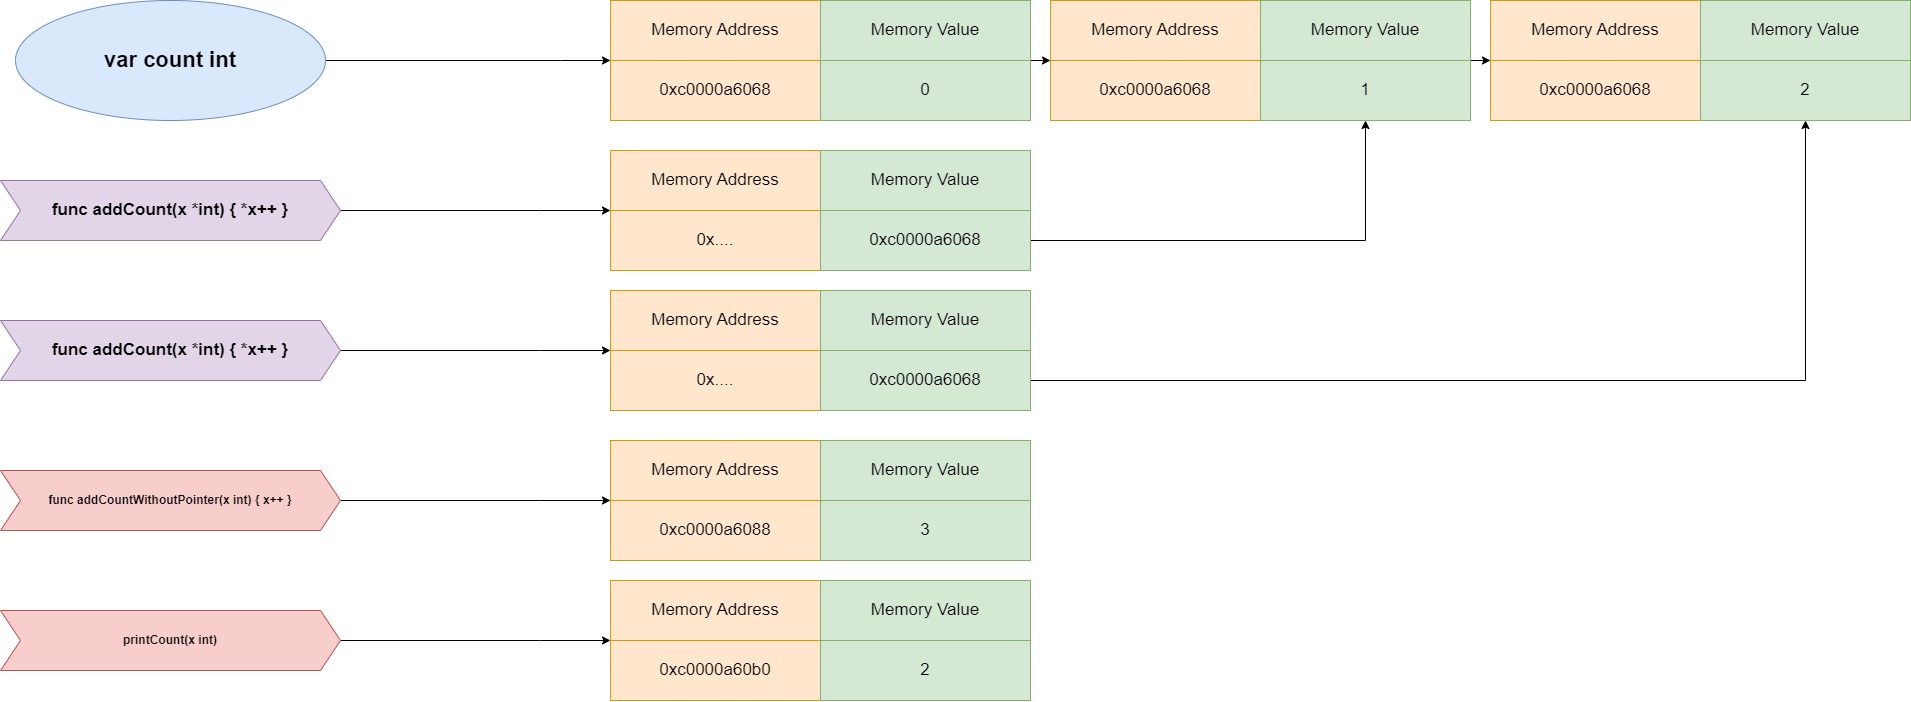 var count int
Memory Address
Memory Value
0xc0000a6068
0
Memory Address
Memory Value
0xc0000a6068
1
Memory Address
Memory Value
0xc0000a6068
2
func addCount(x *int) { *x++ }
Memory Address
Memory Value
0x....
0xc0000a6068
func addCount(x *int) { *x++ }
Memory Address
Memory Value
0x....
0xc0000a6068
func addCountWithoutPointer(x int) { x++ }
Memory Address
Memory Value
0xc0000a6088
3
printCount(x int)
Memory Address
Memory Value
0xc0000a60b0
2